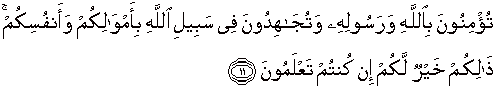 تُؤْمِنُونَ بِٱللَّهِ وَرَسُولِهِۦ وَتُجَـٰهِدُونَ فِى سَبِيلِ ٱللَّهِ بِأَمْوَٰلِكُمْ وَأَنفُسِكُمْ ۚ
ذَٰلِكُمْ خَيْرٌ لَّكُمْ إِن كُنتُمْ تَعْلَمُونَ ۝١١